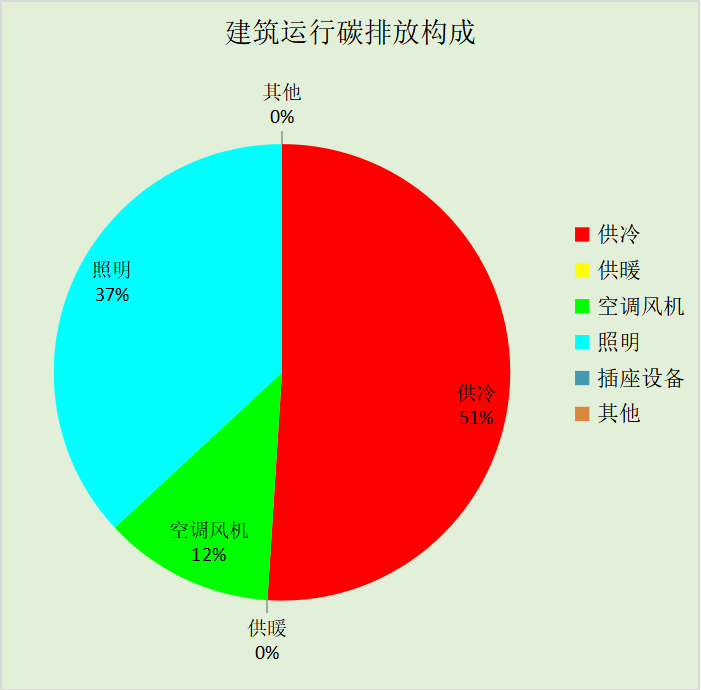 建筑运行碳排放构成
其他
0%
照明
37%
供冷
51%
空调风机
12%
供暖
0%
供冷
供暖
空调风机
照明
插座设备
其他